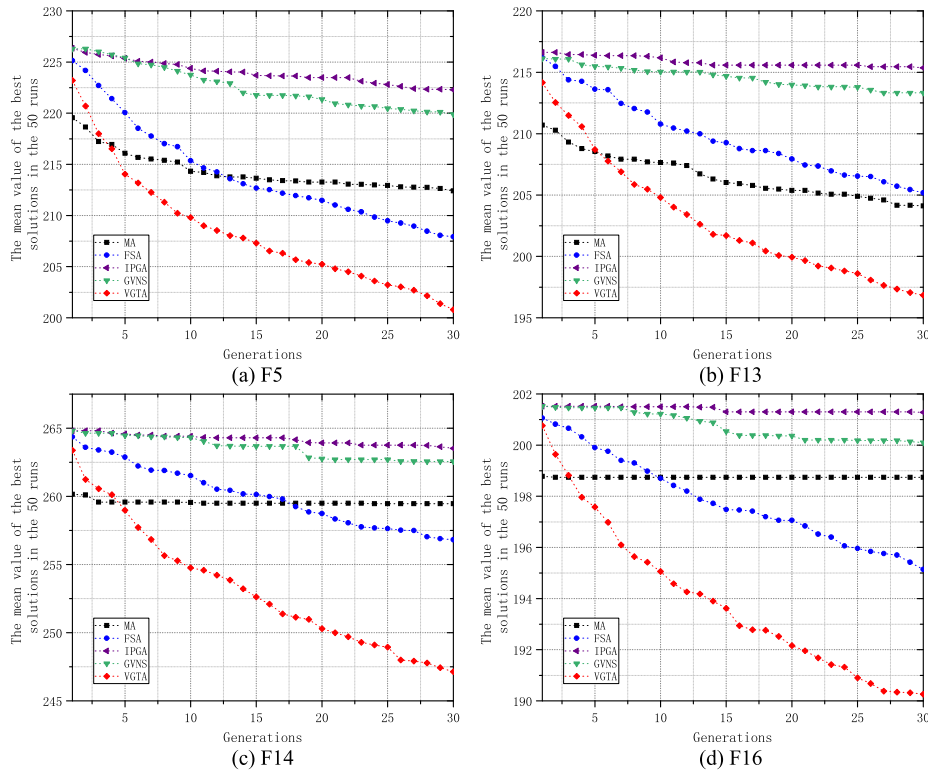 230
225
220
215
210
205
200
The mean value of the best
solutions in the 50 runs
MA
FSA
IPGA
GVNS
VGTA
5 10 15 20 25 30
Generations
(a) F5
220
215
210
205
200
195
The mean value of the best
solutions in the 50 runs
MA
FSA
IPGA
GVNS
VGTA
5 10 15 20 25 30
Generations
(b) F13
265
260
255
250
245
The mean value of the best
solutions in the 50 runs
MA
FSA
IPGA
GVNS
VGTA
5 10 15 20 25 30
Generations
(c) F14
202
200
198
196
194
192
190
The mean value of the best
solutions in the 50 runs
MA
FSA
IPGA
GVNS
VGTA
5 10 15 20 25 30
Generations
(d) F16